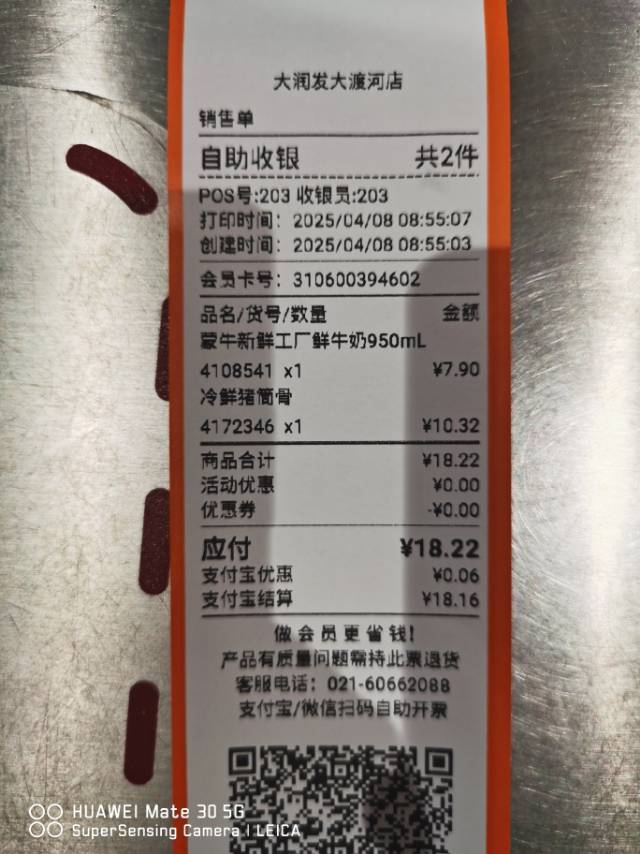 大润发大渡河店
销售单
自助收银 共2件
POS号:203 收银员:203
打印时间: 2025/04/08 08:55:07
创建时间: 2025/04/08 08:55:03
会员卡号: 310600394602
品名/货号/数量 金额
蒙牛新鲜工厂鲜牛奶950mL
4108541 x1 ¥7.90
冷鲜猪筒骨
4172346 x1 ¥10.32
商品合计 ¥18.22
活动优惠 ¥0.00
优惠券 -¥0.00
应付 ¥18.22
支付宝优惠 ¥0.06
支付宝结算 ¥18.16
做会员更省钱!
产品有质量问题需持此票退货
客服电话: 021-60662088
支付宝/微信扫码自助开票
HUAWEI Mate 30 5G
SuperSensing Camera | LEICA